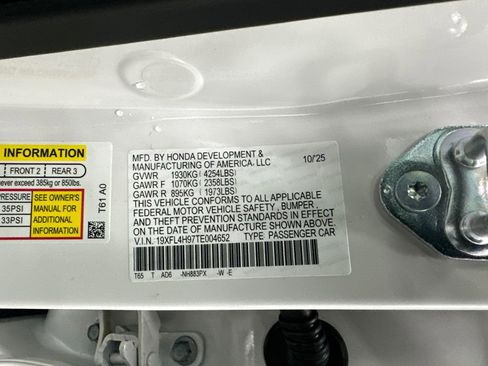 INFORMATION
FRONT 2 REAR 3
never exceed 385kg or 850lbs.
PRESSURE
SEE OWNER'S
MANUAL FOR
ADDITIONAL
INFORMATION
35PSI
33PSI
T61 A0
MFD. BY HONDA DEVELOPMENT &
MANUFACTURING OF AMERICA, LLC 10/25
GVWR 1930KG(4254LBS)
GAWR F 1070KG(2358LBS)
GAWR R 895KG(1973LBS)
THIS VEHICLE CONFORMS TO ALL APPLICABLE
FEDERAL MOTOR VEHICLE SAFETY, BUMPER,
AND THEFT PREVENTION STANDARDS IN EFFECT
ON THE DATE OF MANUFACTURE SHOWN ABOVE.
V.I.N. 19XFL4H97TE004652 TYPE PASSENGER CAR
T65 T AD6 -NH883PX -W -E